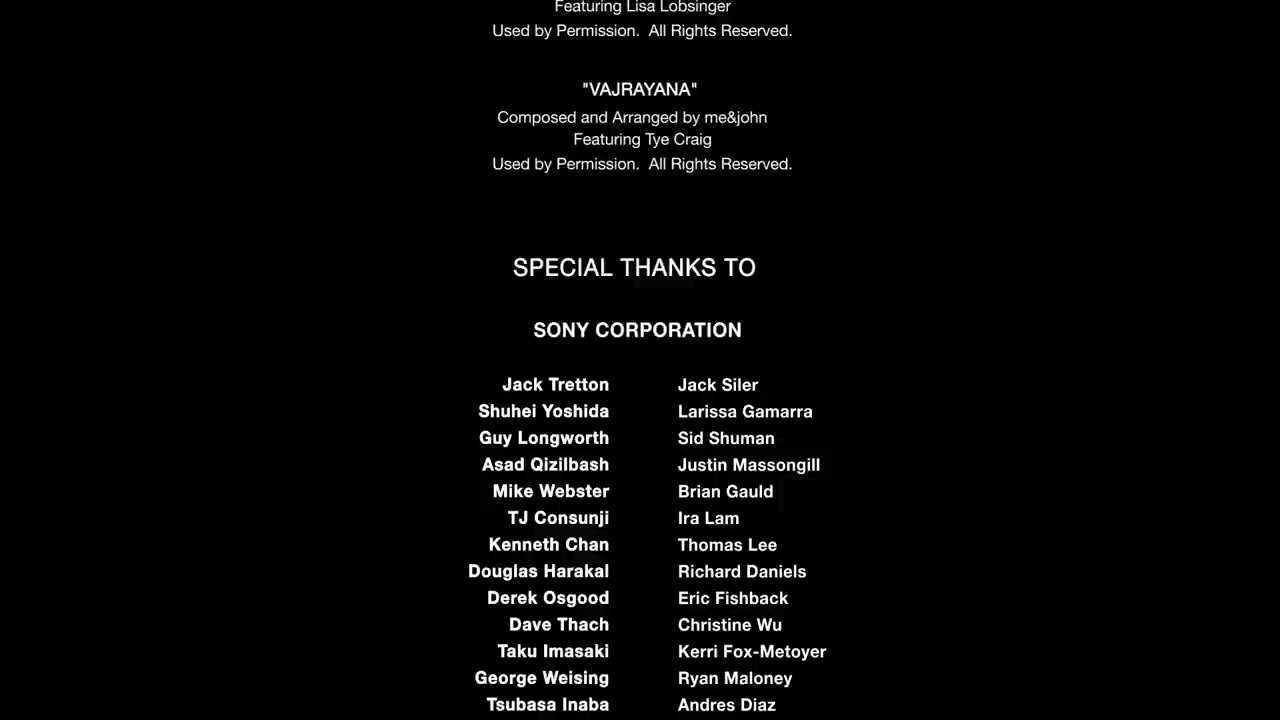 Featuring Lisa Lobsinger
Used by Permission.  All Rights Reserved.
"VAJRAYANA"
Composed and Arranged by me&john
Featuring Tye Craig
Used by Permission.  All Rights Reserved.
SPECIAL THANKS TO
SONY CORPORATION
Jack Tretton Jack Siler
Shuhei Yoshida Larissa Gamarra
Guy Longworth Sid Shuman
Asad Qizilbash Justin Massongill
Mike Webster Brian Gauld
TJ Consunji Ira Lam
Kenneth Chan Thomas Lee
Douglas Harakal Richard Daniels
Derek Osgood Eric Fishback
Dave Thach Christine Wu
Taku Imasaki Kerri Fox-Metoyer
George Weising Ryan Maloney
Tsubasa Inaba Andres Diaz